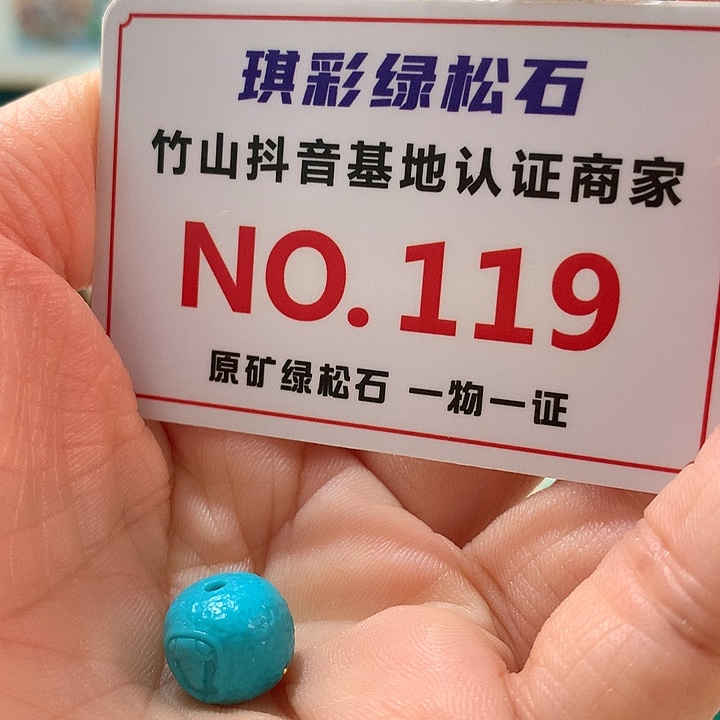 琪彩绿松石
竹山抖音基地认证商家
NO.119
原矿绿松石 一物一证